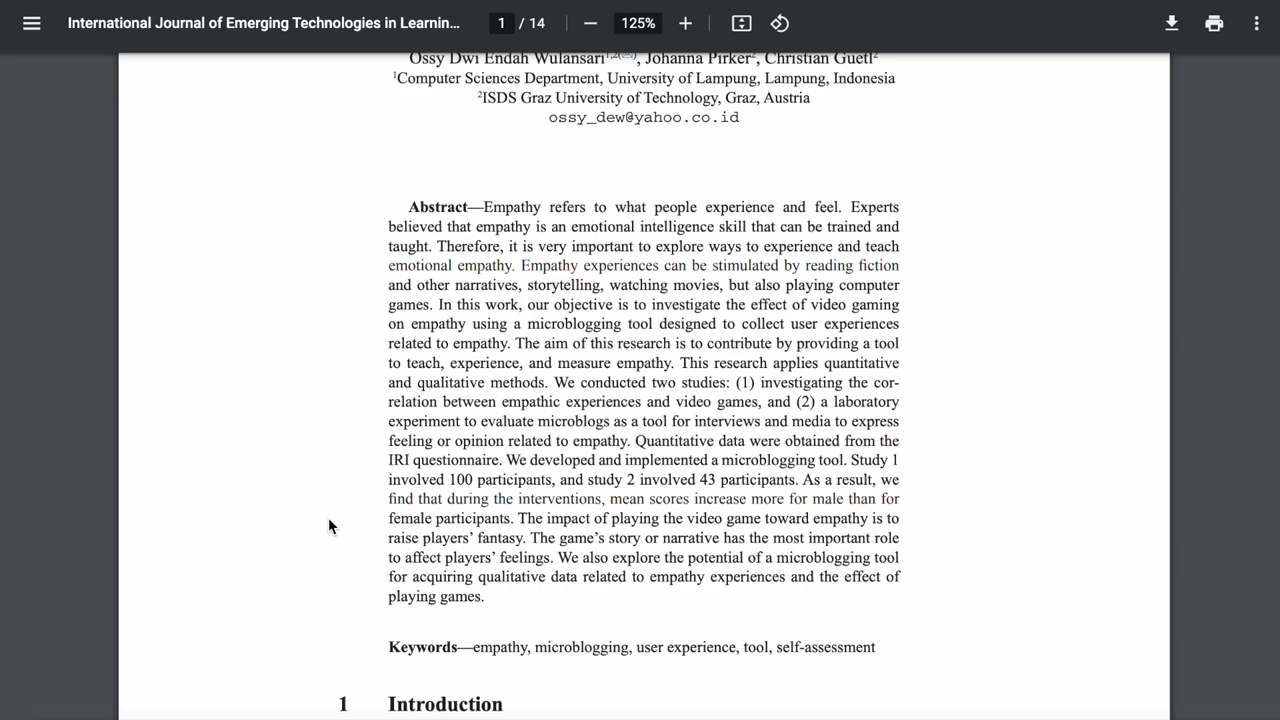 International Journal of Emerging Technologies in Learnin...
1 / 14
125%
Ossy Dwi Endah Wulansari1,2(✉), Johanna Pirker2, Christian Guetl2
1Computer Sciences Department, University of Lampung, Lampung, Indonesia
2ISDS Graz University of Technology, Graz, Austria
ossy_dew@yahoo.co.id
Abstract—Empathy refers to what people experience and feel. Experts
believed that empathy is an emotional intelligence skill that can be trained and
taught. Therefore, it is very important to explore ways to experience and teach
emotional empathy. Empathy experiences can be stimulated by reading fiction
and other narratives, storytelling, watching movies, but also playing computer
games. In this work, our objective is to investigate the effect of video gaming
on empathy using a microblogging tool designed to collect user experiences
related to empathy. The aim of this research is to contribute by providing a tool
to teach, experience, and measure empathy. This research applies quantitative
and qualitative methods. We conducted two studies: (1) investigating the cor-
relation between empathic experiences and video games, and (2) a laboratory
experiment to evaluate microblogs as a tool for interviews and media to express
feeling or opinion related to empathy. Quantitative data were obtained from the
IRI questionnaire. We developed and implemented a microblogging tool. Study 1
involved 100 participants, and study 2 involved 43 participants. As a result, we
find that during the interventions, mean scores increase more for male than for
female participants. The impact of playing the video game toward empathy is to
raise players’ fantasy. The game’s story or narrative has the most important role
to affect players’ feelings. We also explore the potential of a microblogging tool
for acquiring qualitative data related to empathy experiences and the effect of
playing games.
Keywords—empathy, microblogging, user experience, tool, self-assessment
1 Introduction